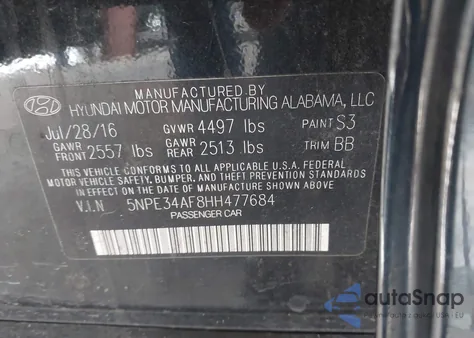 MANUFACTURED BY
HYUNDAI MOTOR MANUFACTURING ALABAMA, LLC
Jul/28/16 GVWR 4497 lbs PAINT S3
GAWR FRONT 2557 lbs GAWR REAR 2513 lbs TRIM BB
THIS VEHICLE CONFORMS TO ALL APPLICABLE U.S.A. FEDERAL
MOTOR VEHICLE SAFETY, BUMPER, AND THEFT PREVENTION STANDARDS
IN EFFECT ON THE DATE OF MANUFACTURE SHOWN ABOVE.
V.I.N 5NPE34AF8HH477684
PASSENGER CAR
autoSnap